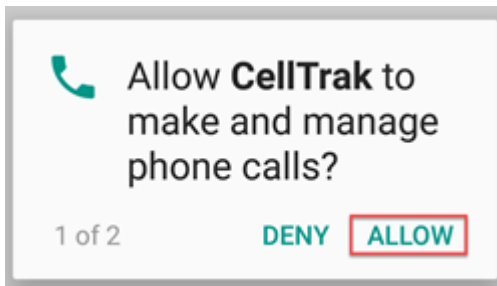 Allow CellTrak to
make and manage
phone calls?
1 of 2 DENY ALLOW